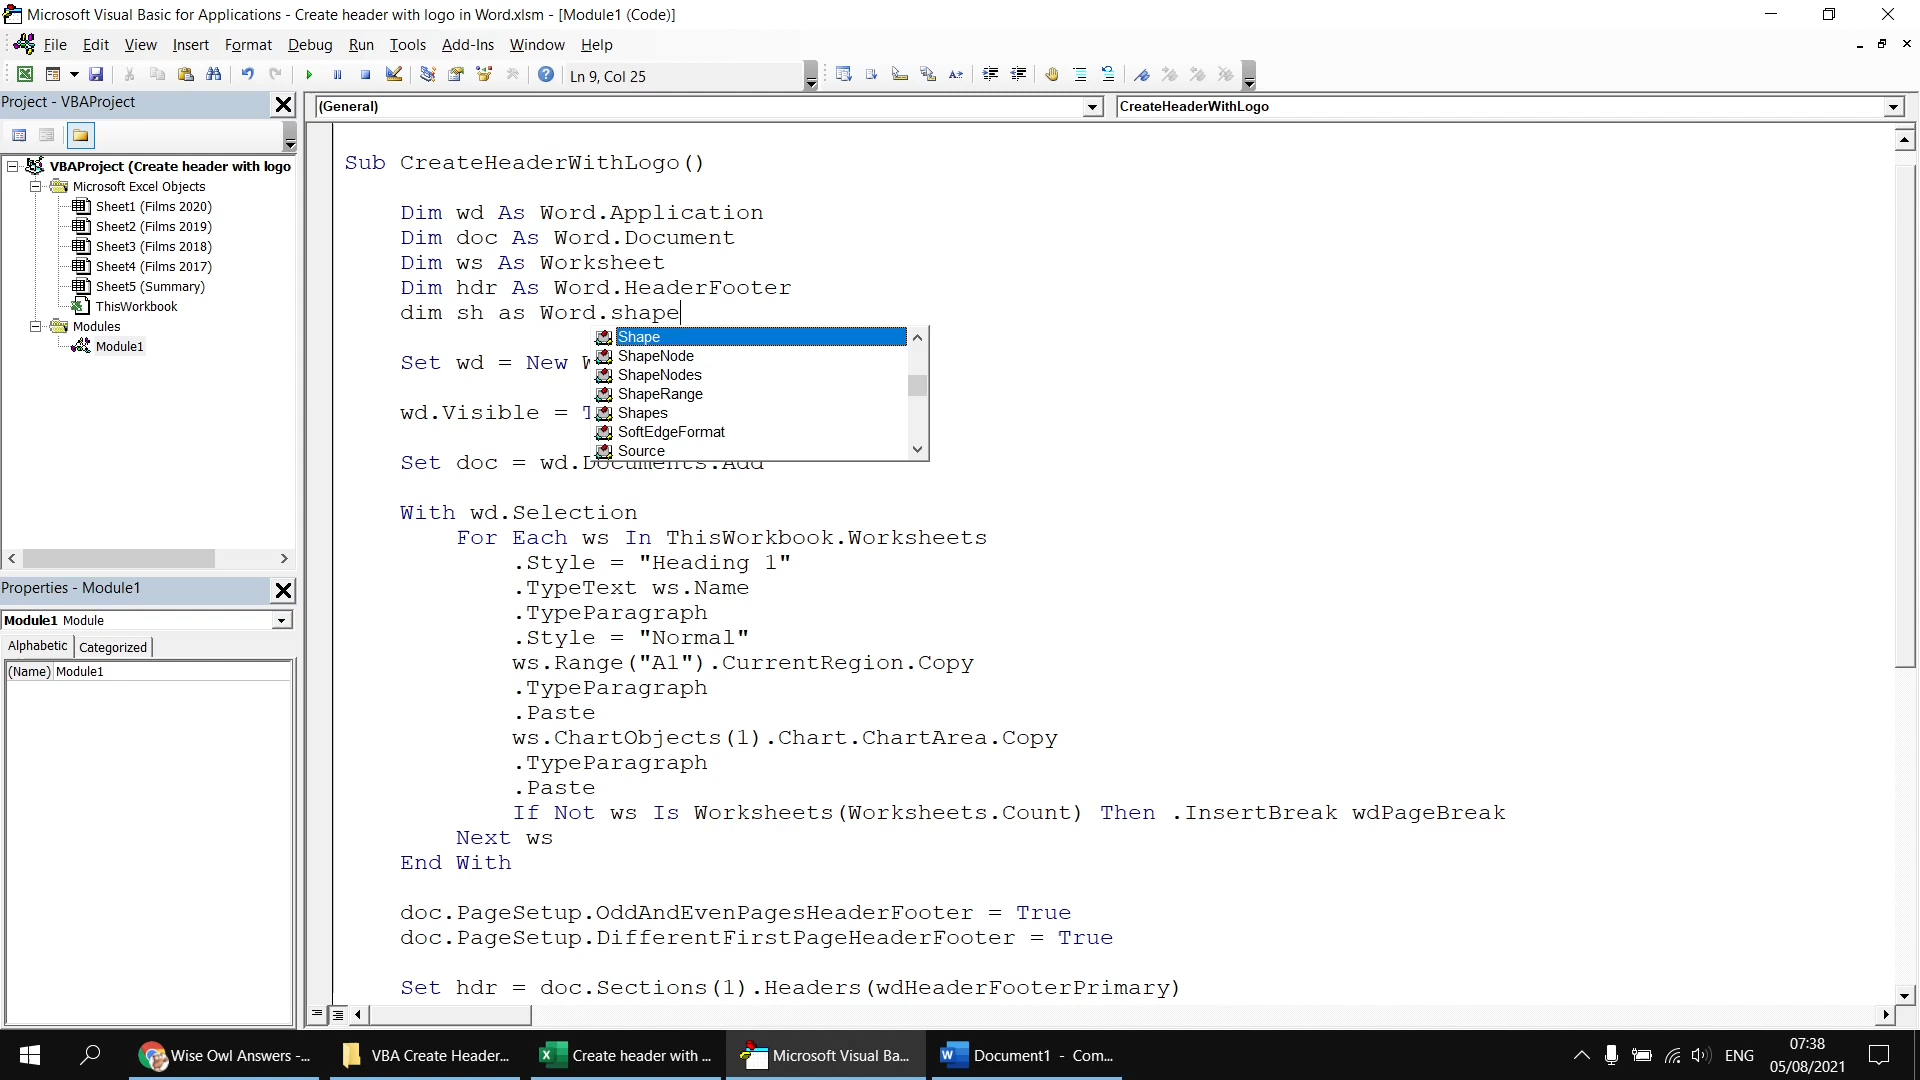 Microsoft Visual Basic for Applications - Create header with logo in Word.xlsm - [Module1 (Code)]
File Edit View Insert Format Debug Run Tools Add-Ins Window Help
Ln 9, Col 25
Project - VBAProject
(General)
CreateHeaderWithLogo
VBAProject (Create header with logo
Microsoft Excel Objects
Sheet1 (Films 2020)
Sheet2 (Films 2019)
Sheet3 (Films 2018)
Sheet4 (Films 2017)
Sheet5 (Summary)
ThisWorkbook
Modules
Module1
Properties - Module1
Module1 Module
Alphabetic Categorized
(Name) Module1
Sub CreateHeaderWithLogo()
Dim wd As Word.Application
Dim doc As Word.Document
Dim ws As Worksheet
Dim hdr As Word.HeaderFooter
dim sh as Word.shape
Shape
ShapeNode
ShapeNodes
ShapeRange
Shapes
SoftEdgeFormat
Source
Set wd = New
wd.Visible =
Set doc = wd.Documents.Add
With wd.Selection
For Each ws In ThisWorkbook.Worksheets
.Style = "Heading 1"
.TypeText ws.Name
.TypeParagraph
.Style = "Normal"
ws.Range("A1").CurrentRegion.Copy
.TypeParagraph
.Paste
ws.ChartObjects(1).Chart.ChartArea.Copy
.TypeParagraph
.Paste
If Not ws Is Worksheets(Worksheets.Count) Then .InsertBreak wdPageBreak
Next ws
End With
doc.PageSetup.OddAndEvenPagesHeaderFooter = True
doc.PageSetup.DifferentFirstPageHeaderFooter = True
Set hdr = doc.Sections(1).Headers(wdHeaderFooterPrimary)
Wise Owl Answers -...
VBA Create Header...
Create header with ...
Microsoft Visual Ba...
Document1 - Com...
ENG
07:38
05/08/2021